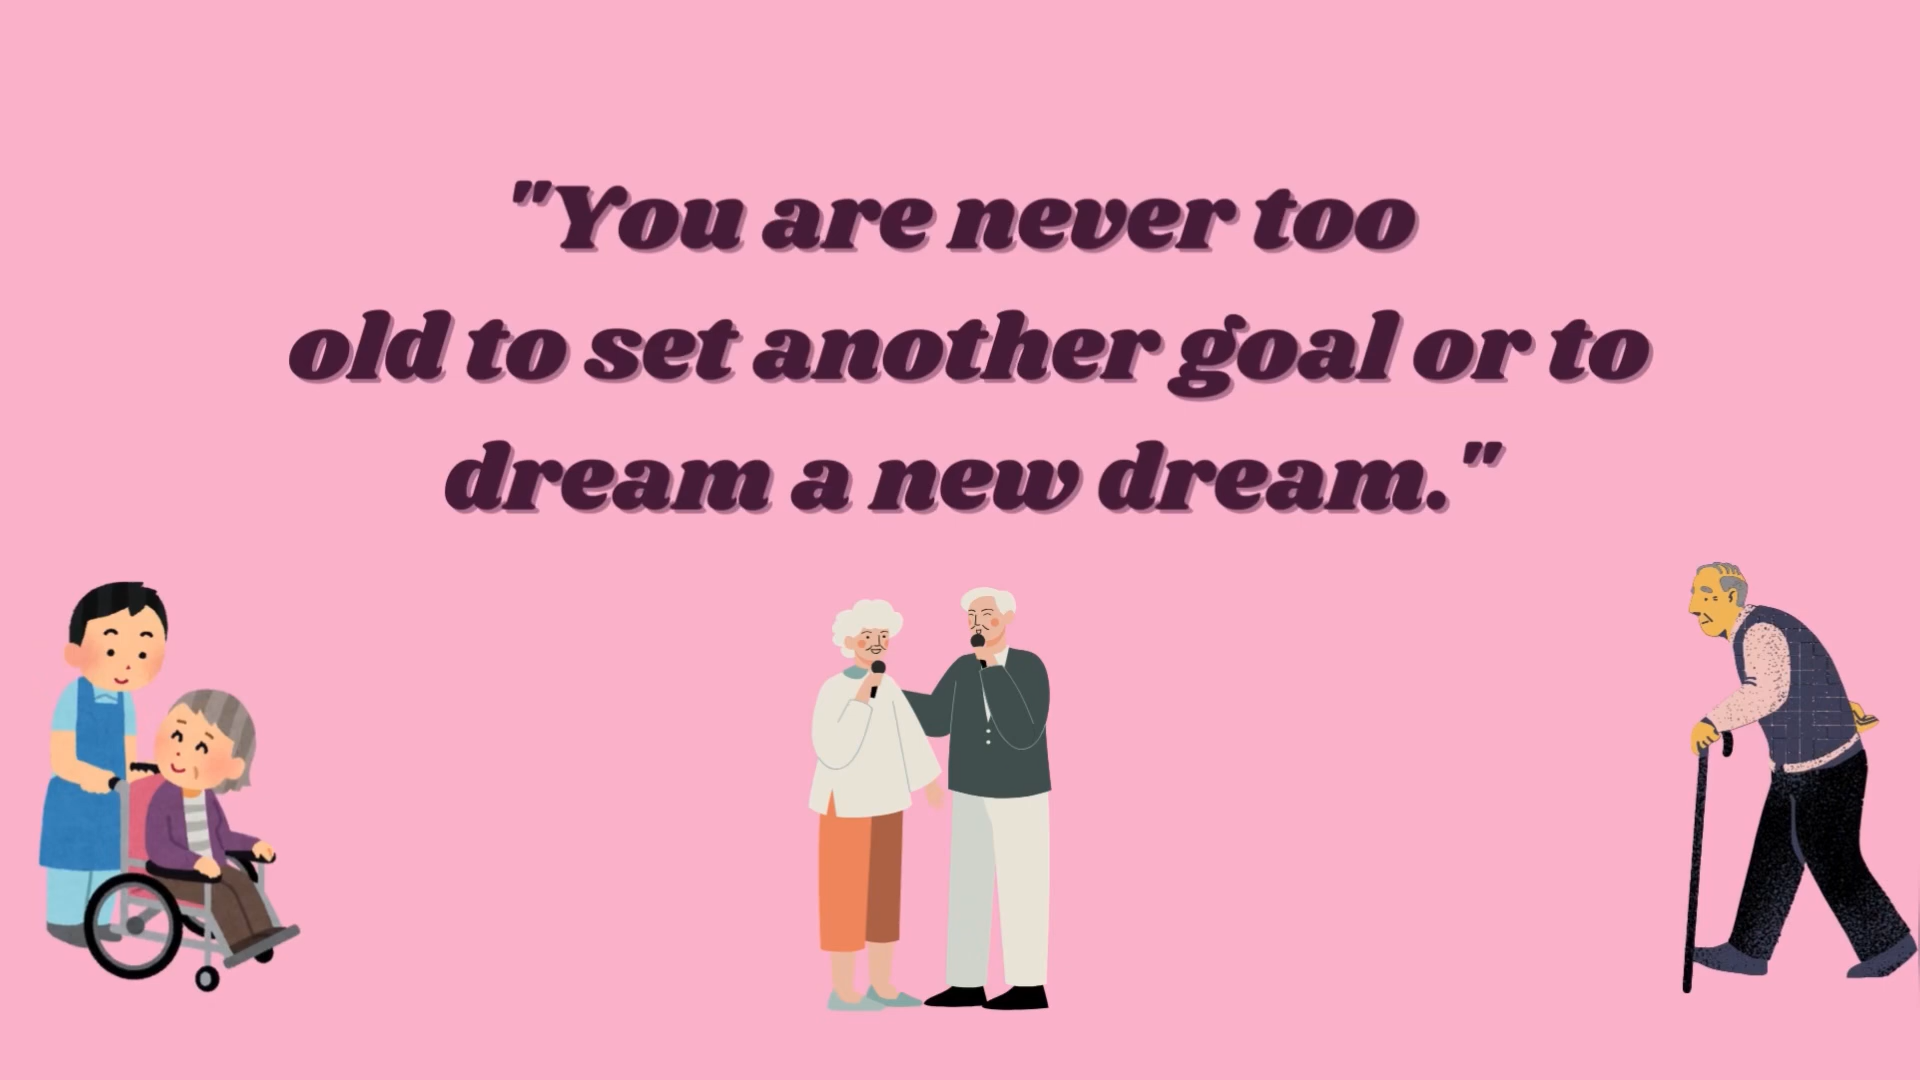 "You are never too
old to set another goal or to
dream a new dream."